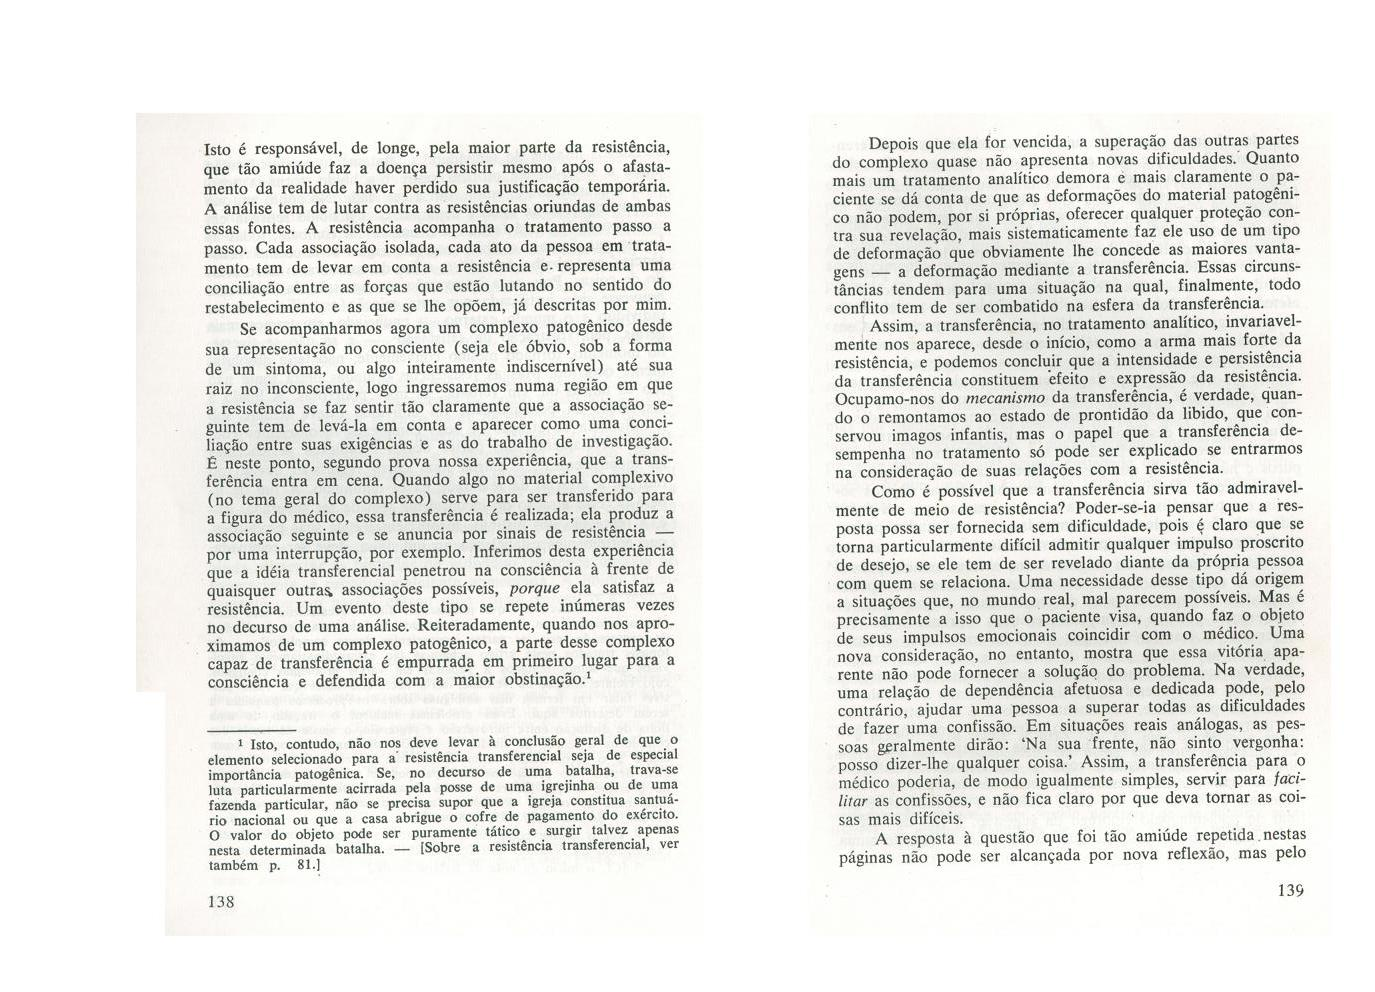 Isto é responsável, de longe, pela maior parte da resistência,
que tão amiúde faz a doença persistir mesmo após o afasta-
mento da realidade haver perdido sua justificação temporária.
A análise tem de lutar contra as resistências oriundas de ambas
essas fontes. A resistência acompanha o tratamento passo a
passo. Cada associação isolada, cada ato da pessoa em trata-
mento tem de levar em conta a resistência e representa uma
conciliação entre as forças que estão lutando no sentido do
restabelecimento e as que se lhe opõem, já descritas por mim.
Se acompanharmos agora um complexo patogênico desde
sua representação no consciente (seja ele óbvio, sob a forma
de um sintoma, ou algo inteiramente indiscernível) até sua
raiz no inconsciente, logo ingressaremos numa região em que
a resistência se faz sentir tão claramente que a associação se-
guinte tem de levá-la em conta e aparecer como uma conci-
liação entre suas exigências e as do trabalho de investigação.
É neste ponto, segundo prova nossa experiência, que a trans-
ferência entra em cena. Quando algo no material complexivo
(no tema geral do complexo) serve para ser transferido para
a figura do médico, essa transferência é realizada; ela produz a
associação seguinte e se anuncia por sinais de resistência —
por uma interrupção, por exemplo. Inferimos desta experiência
que a idéia transferencial penetrou na consciência à frente de
quaisquer outras associações possíveis, porque ela satisfaz a
resistência. Um evento deste tipo se repete inúmeras vezes
no decurso de uma análise. Reiteradamente, quando nos apro-
ximamos de um complexo patogênico, a parte desse complexo
capaz de transferência é empurrada em primeiro lugar para a
consciência e defendida com a maior obstinação.¹
¹ Isto, contudo, não nos deve levar à conclusão geral de que o
elemento selecionado para a resistência transferencial seja de especial
importância patogênica. Se, no decurso de uma batalha, trava-se
luta particularmente acirrada pela posse de uma igrejinha ou de uma
fazenda particular, não se precisa supor que a igreja constitua santuá-
rio nacional ou que a casa abrigue o cofre de pagamento do exército.
O valor do objeto pode ser puramente tático e surgir talvez apenas
nesta determinada batalha. — [Sobre a resistência transferencial, ver
também p. 81.]
138
Depois que ela for vencida, a superação das outras partes
do complexo quase não apresenta novas dificuldades. Quanto
mais um tratamento analítico demora e mais claramente o pa-
ciente se dá conta de que as deformações do material patogêni-
co não podem, por si próprias, oferecer qualquer proteção con-
tra sua revelação, mais sistematicamente faz ele uso de um tipo
de deformação que obviamente lhe concede as maiores vanta-
gens — a deformação mediante a transferência. Essas circuns-
tâncias tendem para uma situação na qual, finalmente, todo
conflito tem de ser combatido na esfera da transferência.
Assim, a transferência, no tratamento analítico, invariavel-
mente nos aparece, desde o início, como a arma mais forte da
resistência, e podemos concluir que a intensidade e persistência
da transferência constituem efeito e expressão da resistência.
Ocupamo-nos do mecanismo da transferência, é verdade, quan-
do o remontamos ao estado de prontidão da libido, que con-
servou imagos infantis, mas o papel que a transferência de-
sempenha no tratamento só pode ser explicado se entrarmos
na consideração de suas relações com a resistência.
Como é possível que a transferência sirva tão admiravel-
mente de meio de resistência? Poder-se-ia pensar que a res-
posta possa ser fornecida sem dificuldade, pois é claro que se
torna particularmente difícil admitir qualquer impulso proscrito
de desejo, se ele tem de ser revelado diante da própria pessoa
com quem se relaciona. Uma necessidade desse tipo dá origem
a situações que, no mundo real, mal parecem possíveis. Mas é
precisamente a isso que o paciente visa, quando faz o objeto
de seus impulsos emocionais coincidir com o médico. Uma
nova consideração, no entanto, mostra que essa vitória apa-
rente não pode fornecer a solução do problema. Na verdade,
uma relação de dependência afetuosa e dedicada pode, pelo
contrário, ajudar uma pessoa a superar todas as dificuldades
de fazer uma confissão. Em situações reais análogas, as pes-
soas geralmente dirão: ‘Na sua frente, não sinto vergonha:
posso dizer-lhe qualquer coisa.’ Assim, a transferência para o
médico poderia, de modo igualmente simples, servir para faci-
litar as confissões, e não fica claro por que deva tornar as coi-
sas mais difíceis.
A resposta à questão que foi tão amiúde repetida nestas
páginas não pode ser alcançada por nova reflexão, mas pelo
139